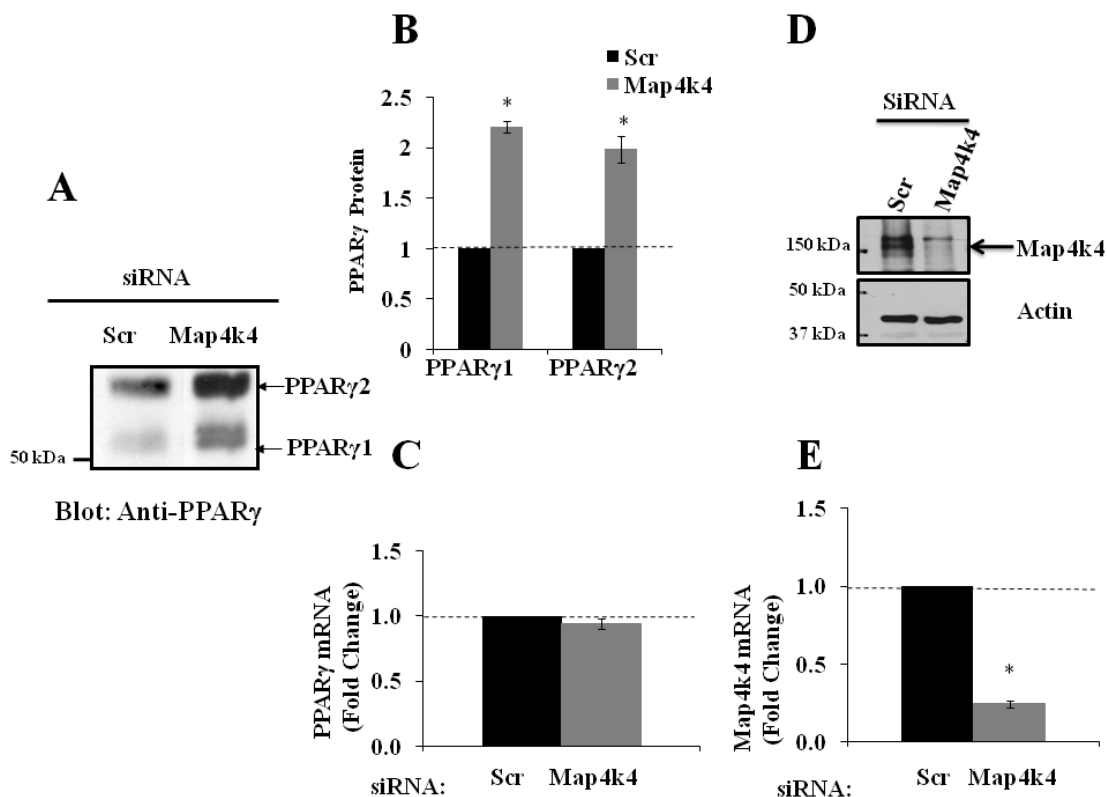 A
siRNA
Scr Map4k4
PPARγ2
PPARγ1
50 kDa
Blot: Anti-PPARγ
B
Scr
Map4k4
PPARγ Protein
2.5
2
1.5
1
0.5
0
*
*
PPARγ1 PPARγ2
C
PPARγ mRNA
(Fold Change)
1.5
1.0
0.5
0.0
siRNA: Scr Map4k4
D
SiRNA
Scr
Map4k4
150 kDa
Map4k4
50 kDa
Actin
37 kDa
E
Map4k4 mRNA
(Fold Change)
1.5
1.0
0.5
0.0
*
siRNA: Scr Map4k4